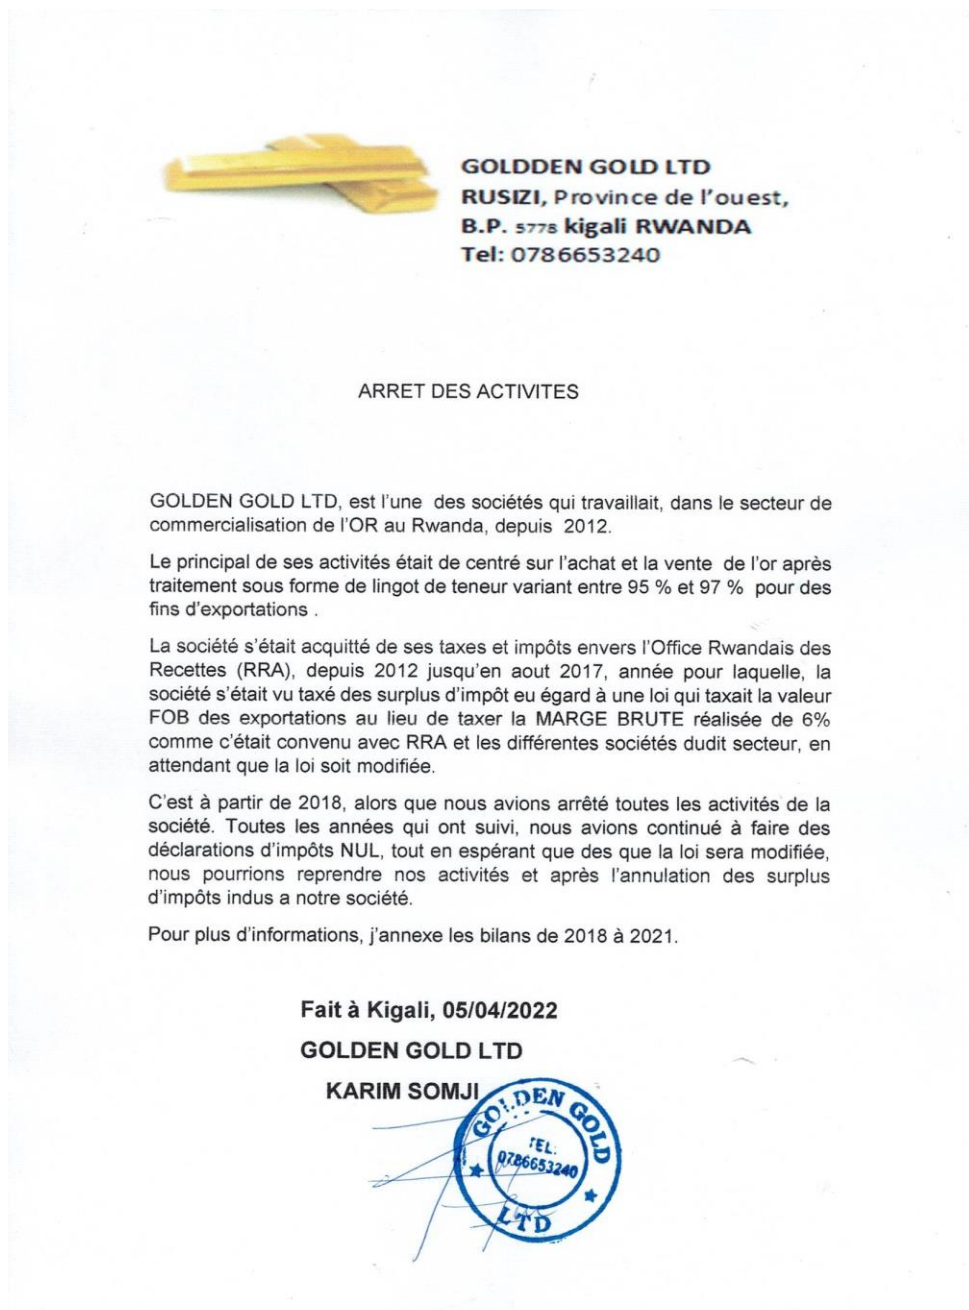 GOLDDEN GOLD LTD
RUSIZI, Province de l'ouest,
B.P. 5778 kigali RWANDA
Tel: 0786653240
ARRET DES ACTIVITES
GOLDEN GOLD LTD, est l'une des sociétés qui travaillait, dans le secteur de
commercialisation de l'OR au Rwanda, depuis 2012.
Le principal de ses activités était de centré sur l'achat et la vente de l'or après
traitement sous forme de lingot de teneur variant entre 95 % et 97 % pour des
fins d'exportations .
La société s'était acquitté de ses taxes et impôts envers l'Office Rwandais des
Recettes (RRA), depuis 2012 jusqu'en aout 2017, année pour laquelle, la
société s'était vu taxé des surplus d'impôt eu égard à une loi qui taxait la valeur
FOB des exportations au lieu de taxer la MARGE BRUTE réalisée de 6%
comme c'était convenu avec RRA et les différentes sociétés dudit secteur, en
attendant que la loi soit modifiée.
C'est à partir de 2018, alors que nous avions arrêté toutes les activités de la
société. Toutes les années qui ont suivi, nous avions continué à faire des
déclarations d'impôts NUL, tout en espérant que des que la loi sera modifiée,
nous pourrions reprendre nos activités et après l'annulation des surplus
d'impôts indus a notre société.
Pour plus d'informations, j'annexe les bilans de 2018 à 2021.
Fait à Kigali, 05/04/2022
GOLDEN GOLD LTD
KARIM SOMJI
GOLDEN GOLD
TEL:
0786653240
LTD